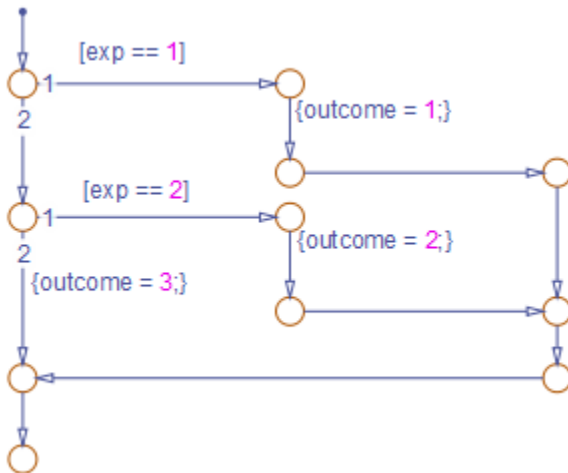 [exp == 1]
1
{outcome = 1;}
2
[exp == 2]
1
{outcome = 2;}
2
{outcome = 3;}